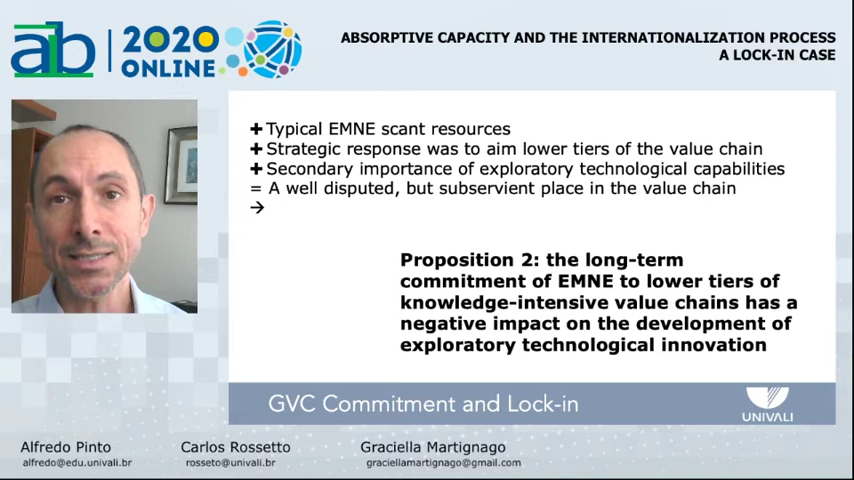 aib
2020
ONLINE
ABSORPTIVE CAPACITY AND THE INTERNATIONALIZATION PROCESS
A LOCK-IN CASE
+ Typical EMNE scant resources
+ Strategic response was to aim lower tiers of the value chain
+ Secondary importance of exploratory technological capabilities
= A well disputed, but subservient place in the value chain
→
Proposition 2: the long-term
commitment of EMNE to lower tiers of
knowledge-intensive value chains has a
negative impact on the development of
exploratory technological innovation
GVC Commitment and Lock-in
UNIVALI
Alfredo Pinto
alfredo@edu.univali.br
Carlos Rossetto
rosseto@univali.br
Graciella Martignago
graciellamartignago@gmail.com